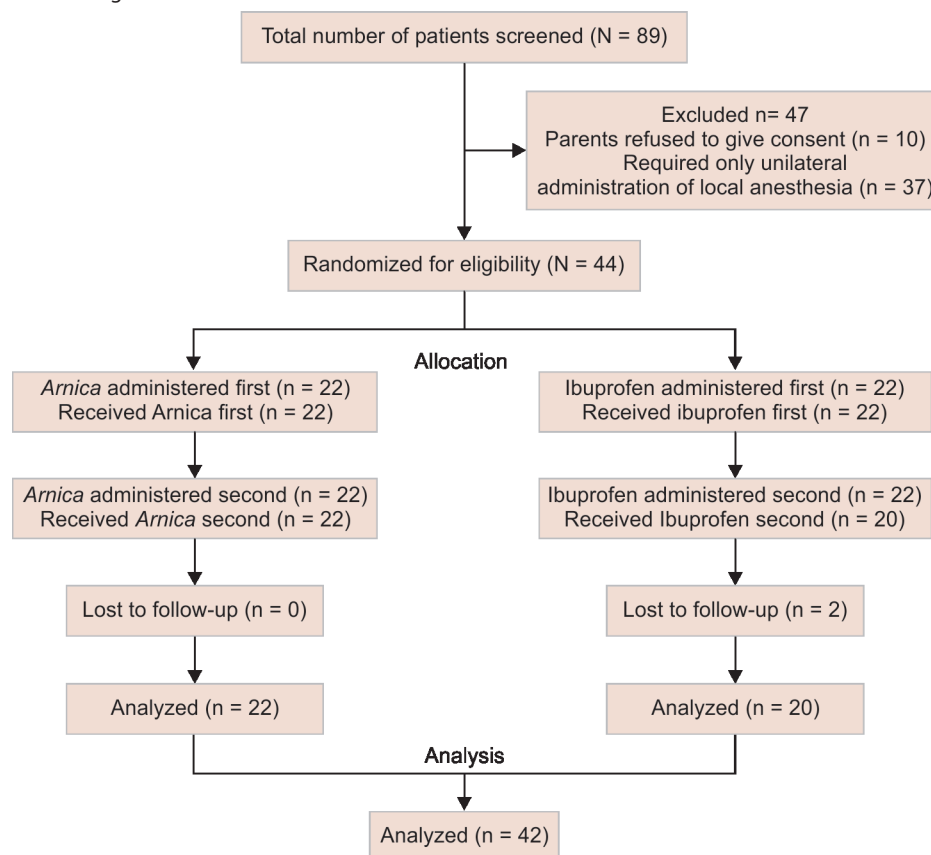 Total number of patients screened (N = 89)
Excluded n= 47
Parents refused to give consent (n = 10)
Required only unilateral
administration of local anesthesia (n = 37)
Randomized for eligibility (N = 44)
Allocation
Arnica administered first (n = 22)
Received Arnica first (n = 22)
Ibuprofen administered first (n = 22)
Received ibuprofen first (n = 22)
Arnica administered second (n = 22)
Received Arnica second (n = 22)
Ibuprofen administered second (n = 22)
Received Ibuprofen second (n = 20)
Lost to follow-up (n = 0)
Lost to follow-up (n = 2)
Analyzed (n = 22)
Analyzed (n = 20)
Analysis
Analyzed (n = 42)